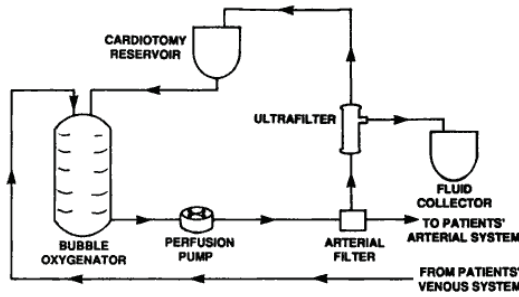 CARDIOTOMY
RESERVOIR
ULTRAFILTER
FLUID
COLLECTOR
BUBBLE
OXYGENATOR
PERFUSION
PUMP
ARTERIAL
FILTER
TO PATIENTS'
ARTERIAL SYSTEM
FROM PATIENTS'
VENOUS SYSTEM